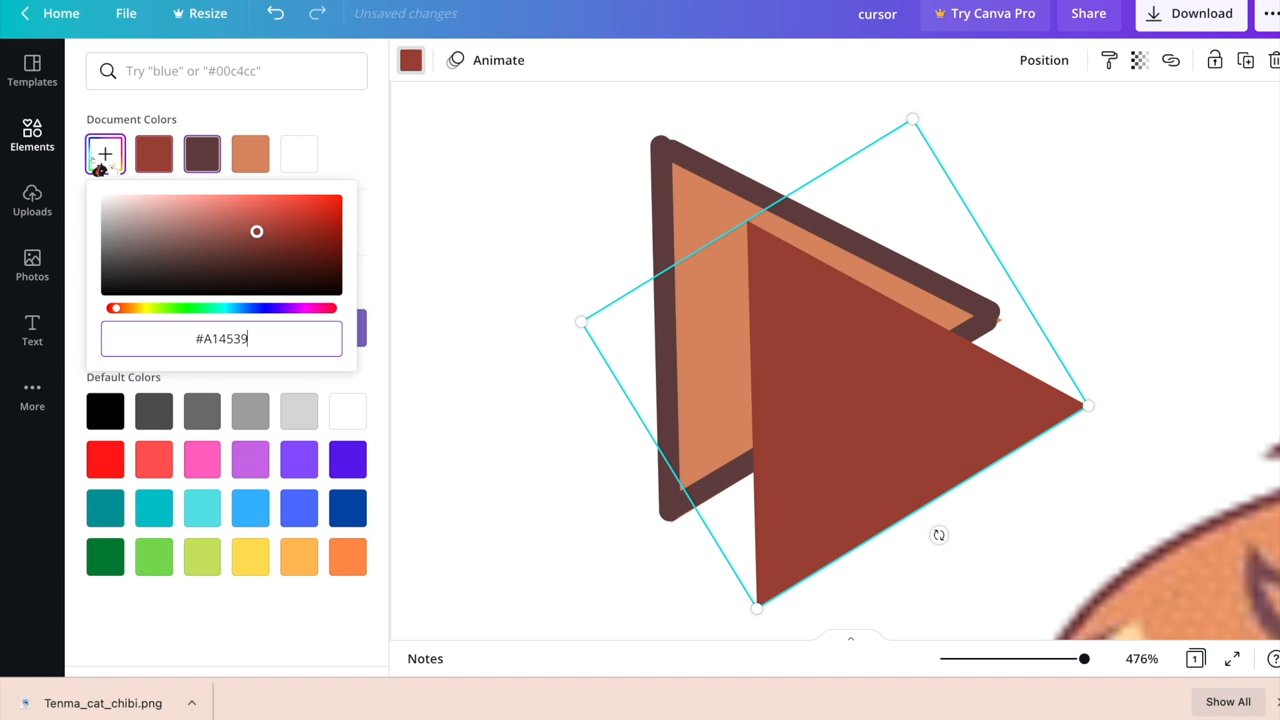 Home File Resize Unsaved changes cursor Try Canva Pro Share Download
Templates
Elements
Uploads
Photos
Text
More
Try "blue" or "#00c4cc"
Document Colors
#A14539
Default Colors
Animate Position
Notes 476% 1
Tenma_cat_chibi.png Show All